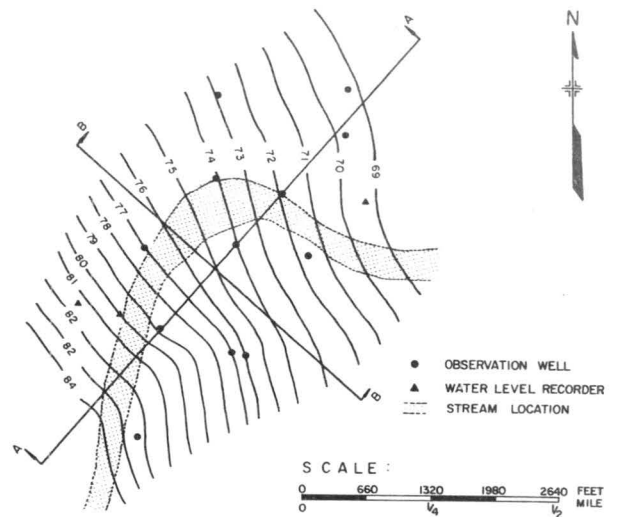 N
A
B
76
75
74
73
72
71
70
69
77
78
79
80
81
82
82
84
A
B
OBSERVATION WELL
WATER LEVEL RECORDER
STREAM LOCATION
SCALE:
0 660 1320 1980 2640 FEET
0 1/4 1/2 MILE